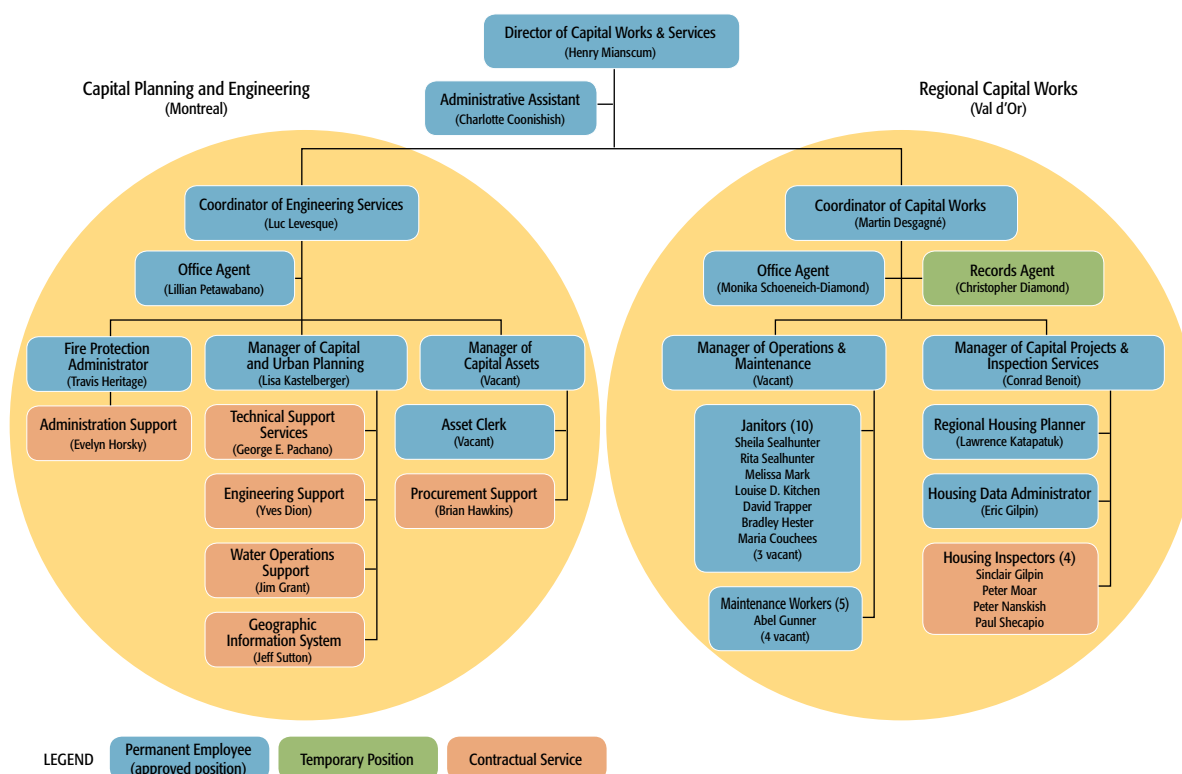 Director of Capital Works & Services
(Henry Mianscum)
Capital Planning and Engineering
(Montreal)
Administrative Assistant
(Charlotte Coonishish)
Regional Capital Works
(Val d'Or)
Coordinator of Engineering Services
(Luc Levesque)
Office Agent
(Lillian Petawabano)
Fire Protection
Administrator
(Travis Heritage)
Administration Support
(Evelyn Horsky)
Manager of Capital
and Urban Planning
(Lisa Kastelberger)
Technical Support
Services
(George E. Pachano)
Engineering Support
(Yves Dion)
Water Operations
Support
(Jim Grant)
Geographic
Information System
(Jeff Sutton)
Manager of
Capital Assets
(Vacant)
Asset Clerk
(Vacant)
Procurement Support
(Brian Hawkins)
Coordinator of Capital Works
(Martin Desgagné)
Office Agent
(Monika Schoeneich-Diamond)
Records Agent
(Christopher Diamond)
Manager of Operations &
Maintenance
(Vacant)
Janitors (10)
Sheila Sealhunter
Rita Sealhunter
Melissa Mark
Louise D. Kitchen
David Trapper
Bradley Hester
Maria Couchees
(3 vacant)
Maintenance Workers (5)
Abel Gunner
(4 vacant)
Manager of Capital Projects &
Inspection Services
(Conrad Benoit)
Regional Housing Planner
(Lawrence Katapatuk)
Housing Data Administrator
(Eric Gilpin)
Housing Inspectors (4)
Sinclair Gilpin
Peter Moar
Peter Nanskish
Paul Shecapio
LEGEND
Permanent Employee
(approved position)
Temporary Position
Contractual Service